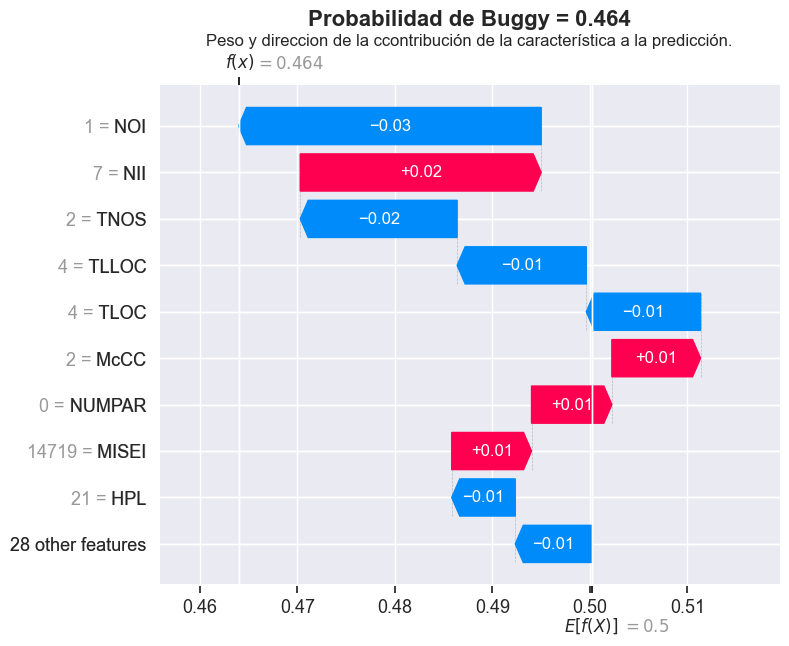 Probabilidad de Buggy = 0.464
Peso y direccion de la ccontribución de la característica a la predicción.
f(x) = 0.464
1 = NOI −0.03
7 = NII +0.02
2 = TNOS −0.02
4 = TLLOC −0.01
4 = TLOC −0.01
2 = McCC +0.01
0 = NUMPAR +0.01
14719 = MISEI +0.01
21 = HPL −0.01
28 other features −0.01
0.46 0.47 0.48 0.49 0.50 0.51
E[f(X)] = 0.5